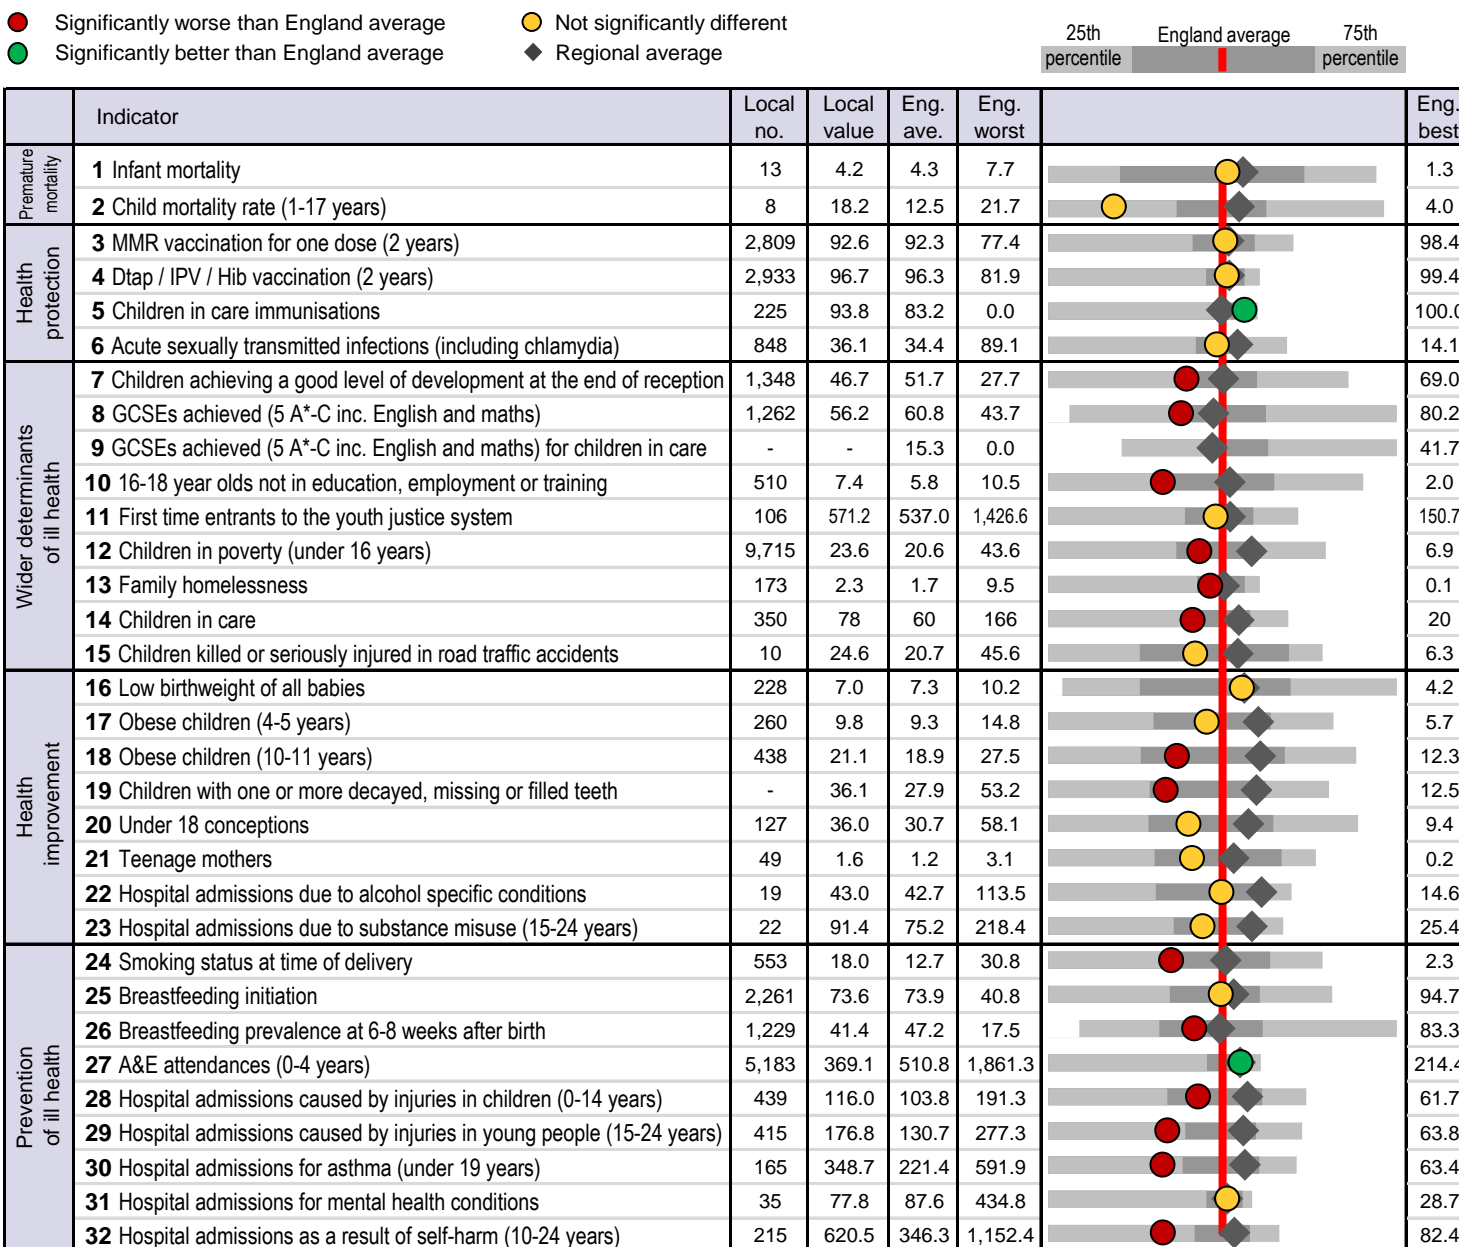 Significantly worse than England average
Not significantly different
Significantly better than England average
Regional average
25th percentile
England average
75th percentile
Indicator Local no. Local value Eng. ave. Eng. worst Eng. best
Premature mortality
1 Infant mortality 13 4.2 4.3 7.7 1.3
2 Child mortality rate (1-17 years) 8 18.2 12.5 21.7 4.0
Health protection
3 MMR vaccination for one dose (2 years) 2,809 92.6 92.3 77.4 98.4
4 Dtap / IPV / Hib vaccination (2 years) 2,933 96.7 96.3 81.9 99.4
5 Children in care immunisations 225 93.8 83.2 0.0 100.0
6 Acute sexually transmitted infections (including chlamydia) 848 36.1 34.4 89.1 14.1
Wider determinants of ill health
7 Children achieving a good level of development at the end of reception 1,348 46.7 51.7 27.7 69.0
8 GCSEs achieved (5 A*-C inc. English and maths) 1,262 56.2 60.8 43.7 80.2
9 GCSEs achieved (5 A*-C inc. English and maths) for children in care - - 15.3 0.0 41.7
10 16-18 year olds not in education, employment or training 510 7.4 5.8 10.5 2.0
11 First time entrants to the youth justice system 106 571.2 537.0 1,426.6 150.7
12 Children in poverty (under 16 years) 9,715 23.6 20.6 43.6 6.9
13 Family homelessness 173 2.3 1.7 9.5 0.1
14 Children in care 350 78 60 166 20
15 Children killed or seriously injured in road traffic accidents 10 24.6 20.7 45.6 6.3
Health improvement
16 Low birthweight of all babies 228 7.0 7.3 10.2 4.2
17 Obese children (4-5 years) 260 9.8 9.3 14.8 5.7
18 Obese children (10-11 years) 438 21.1 18.9 27.5 12.3
19 Children with one or more decayed, missing or filled teeth - 36.1 27.9 53.2 12.5
20 Under 18 conceptions 127 36.0 30.7 58.1 9.4
21 Teenage mothers 49 1.6 1.2 3.1 0.2
22 Hospital admissions due to alcohol specific conditions 19 43.0 42.7 113.5 14.6
23 Hospital admissions due to substance misuse (15-24 years) 22 91.4 75.2 218.4 25.4
Prevention of ill health
24 Smoking status at time of delivery 553 18.0 12.7 30.8 2.3
25 Breastfeeding initiation 2,261 73.6 73.9 40.8 94.7
26 Breastfeeding prevalence at 6-8 weeks after birth 1,229 41.4 47.2 17.5 83.3
27 A&E attendances (0-4 years) 5,183 369.1 510.8 1,861.3 214.4
28 Hospital admissions caused by injuries in children (0-14 years) 439 116.0 103.8 191.3 61.7
29 Hospital admissions caused by injuries in young people (15-24 years) 415 176.8 130.7 277.3 63.8
30 Hospital admissions for asthma (under 19 years) 165 348.7 221.4 591.9 63.4
31 Hospital admissions for mental health conditions 35 77.8 87.6 434.8 28.7
32 Hospital admissions as a result of self-harm (10-24 years) 215 620.5 346.3 1,152.4 82.4